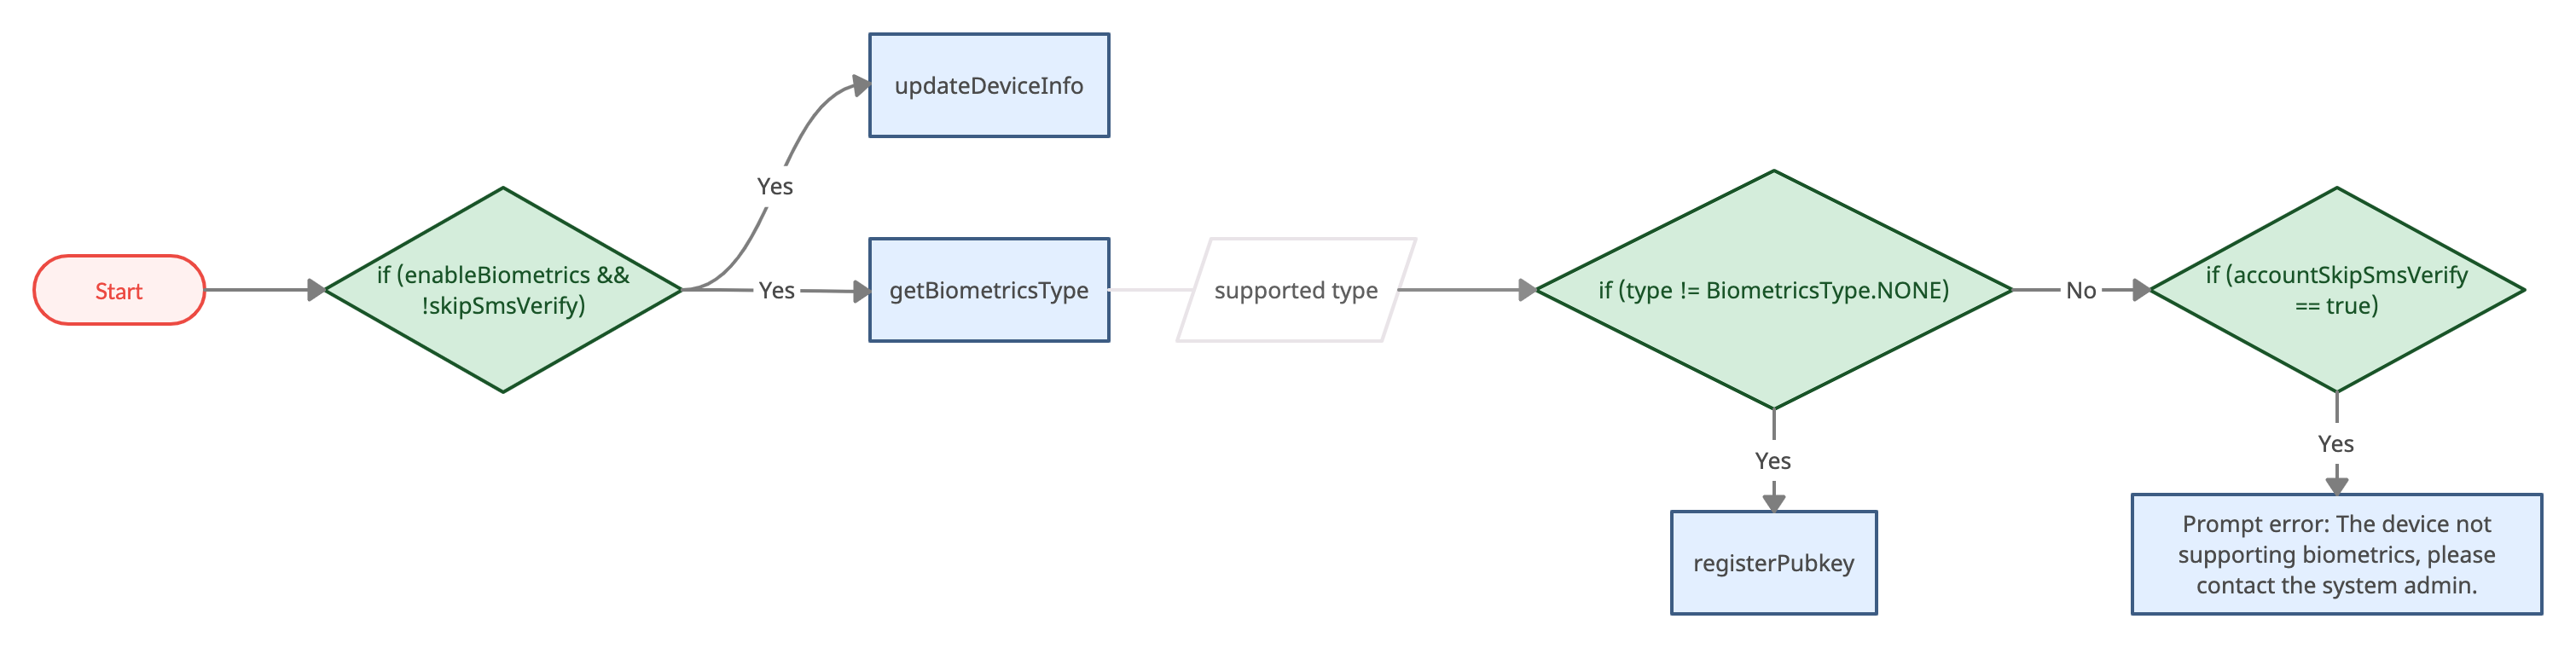 Start
if (enableBiometrics &&
!skipSmsVerify)
Yes
updateDeviceInfo
Yes
getBiometricsType
supported type
if (type != BiometricsType.NONE)
Yes
registerPubkey
No
if (accountSkipSmsVerify
== true)
Yes
Prompt error: The device not
supporting biometrics, please
contact the system admin.